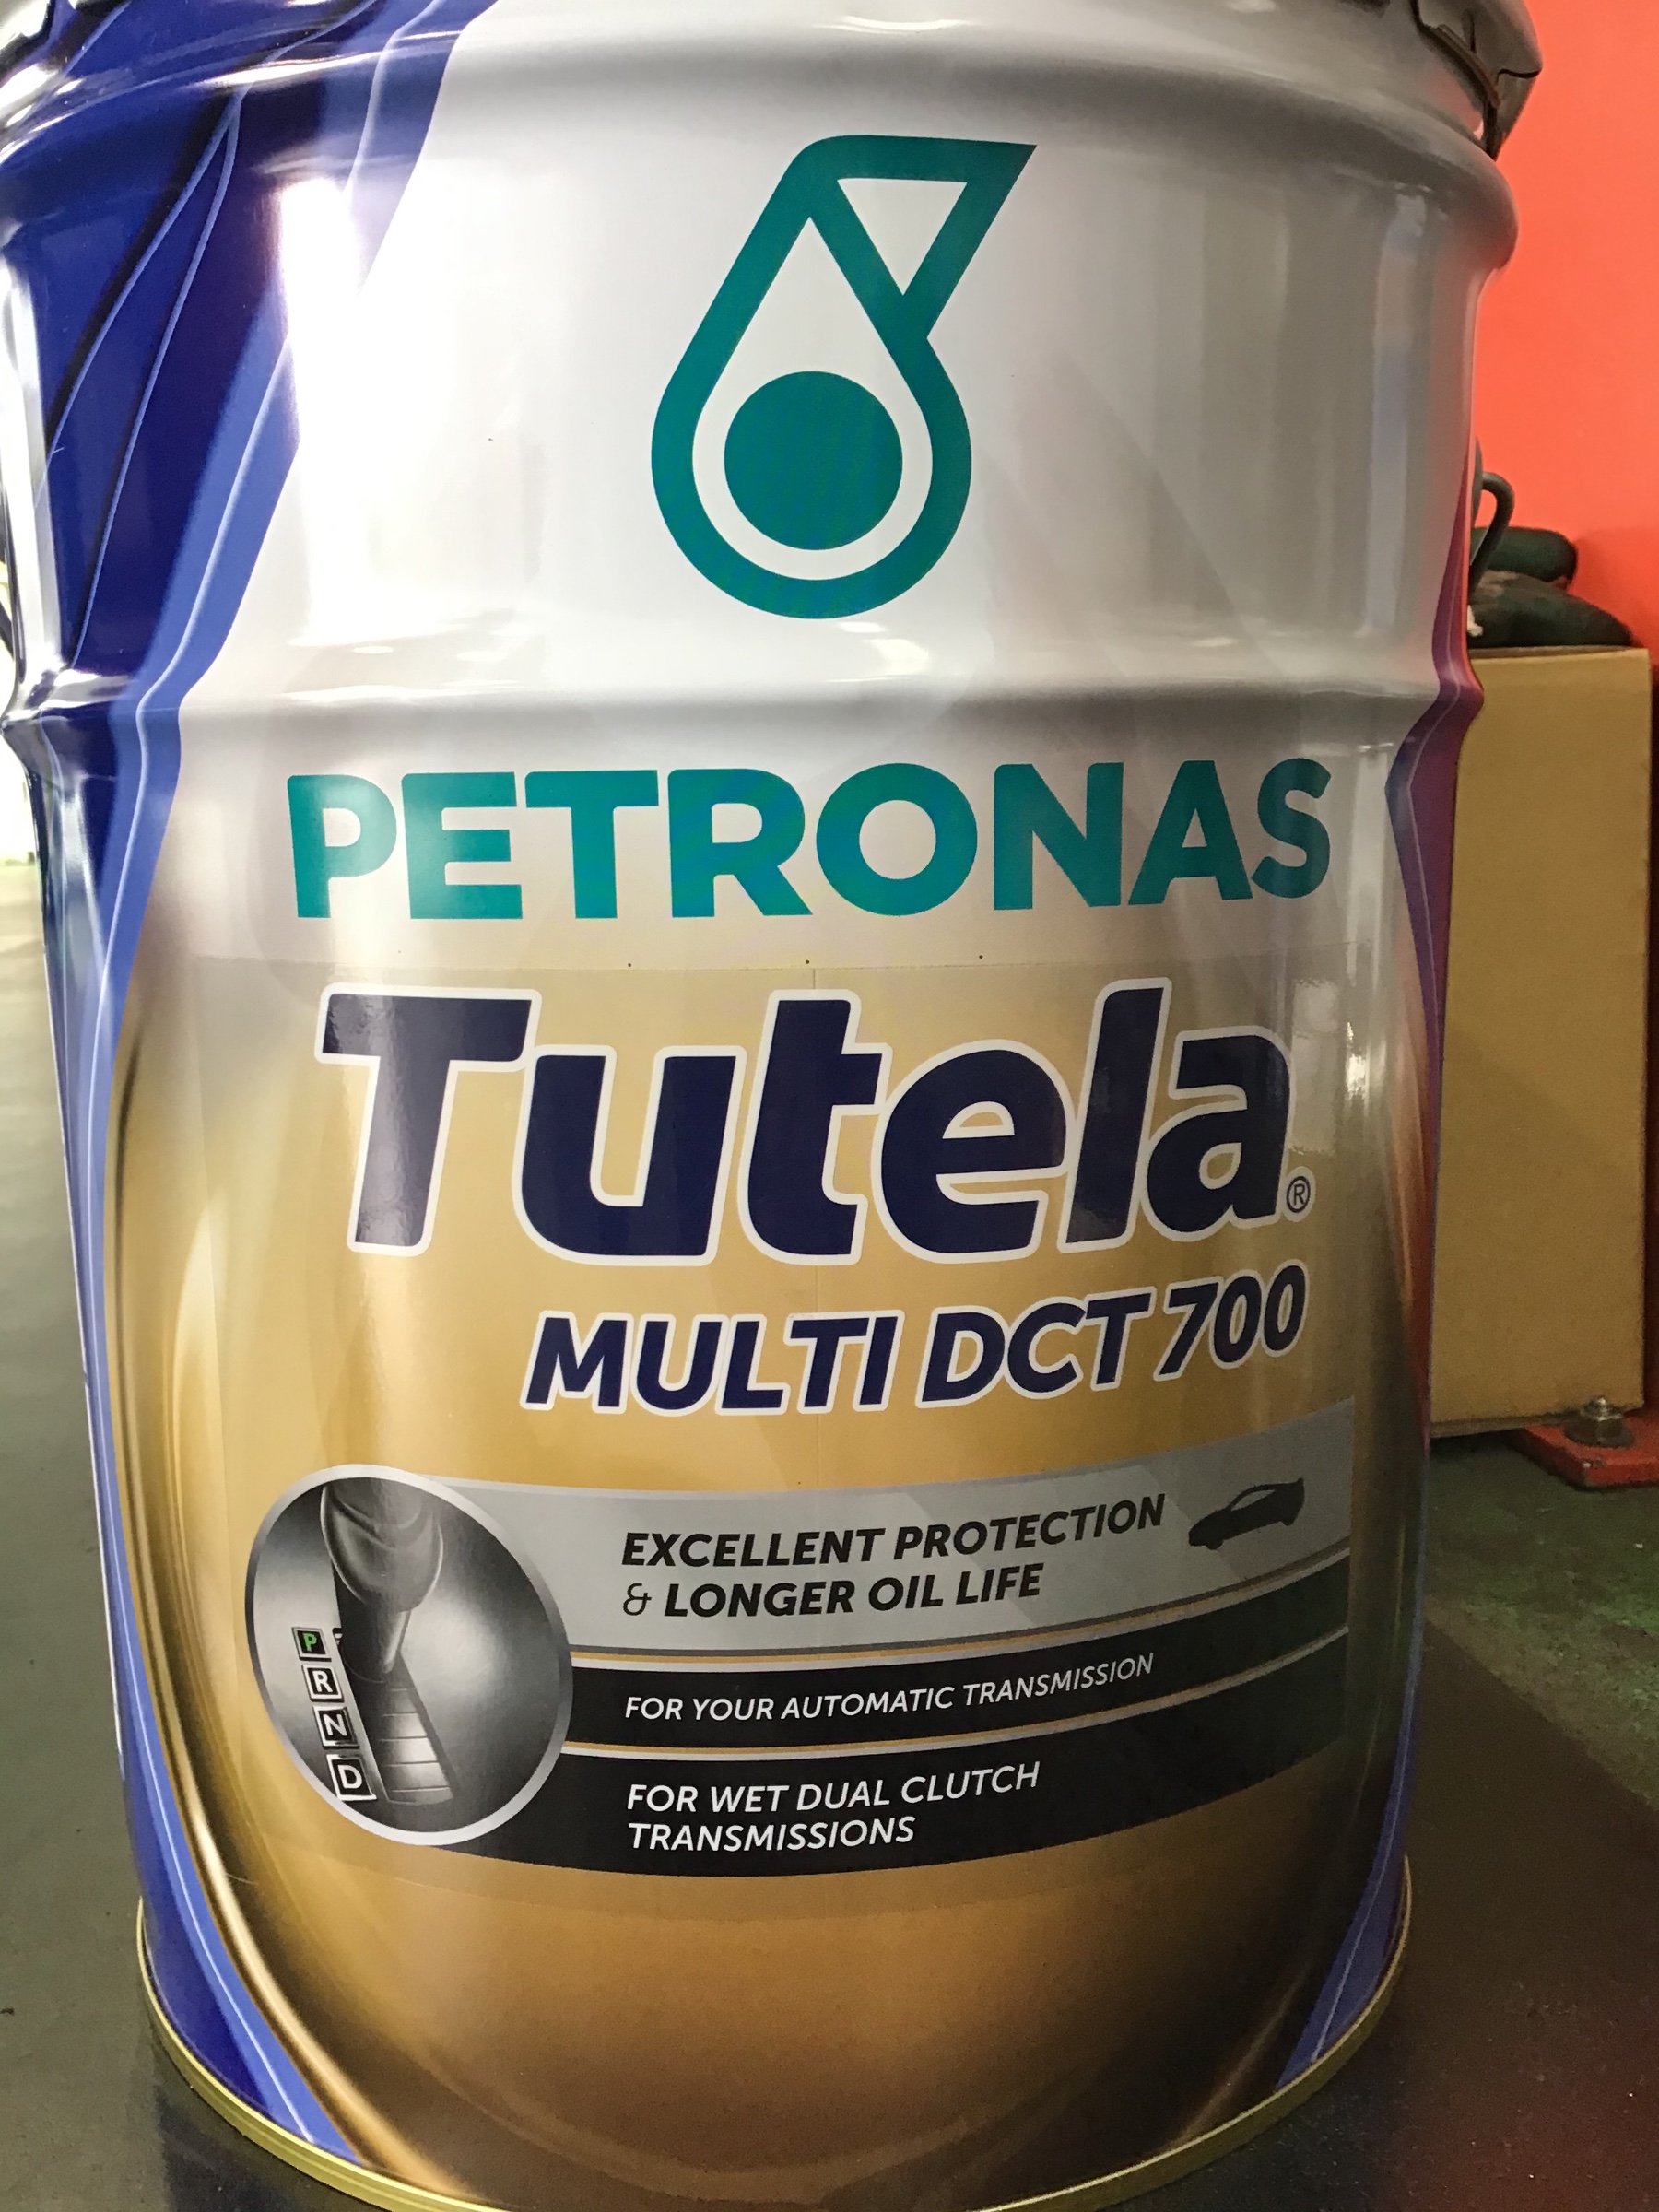 PETRONAS
Tutela®
MULTI DCT 700
EXCELLENT PROTECTION
& LONGER OIL LIFE
FOR YOUR AUTOMATIC TRANSMISSION
FOR WET DUAL CLUTCH
TRANSMISSIONS
P
R
N
D